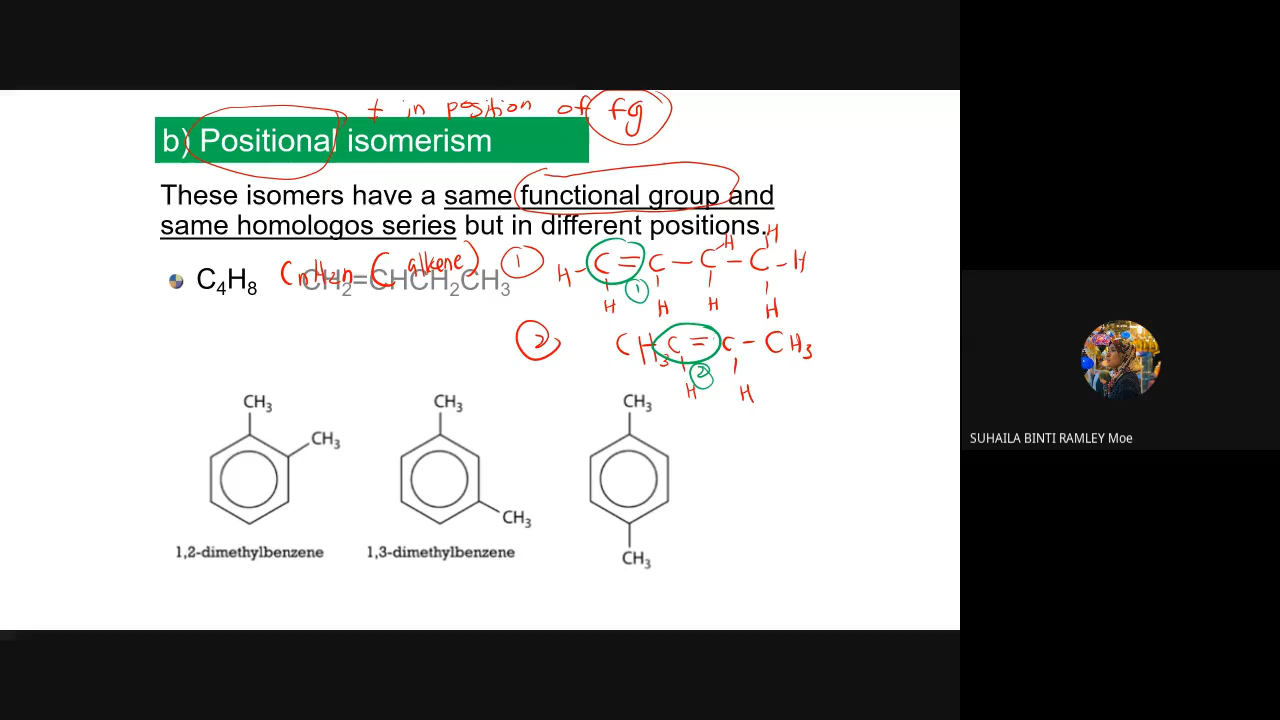 ≠ in position of fg
b) Positional isomerism
These isomers have a same functional group and
same homologos series but in different positions.
C4H8 CnH2n (alkene) CH2=CHCH2CH3
1 H-C=C-C-C-H
H H
1 H H H H
2 CH3C=C-CH3
2 H H
CH3 CH3 CH3
CH3
CH3
CH3
1,2-dimethylbenzene 1,3-dimethylbenzene
SUHAILA BINTI RAMLEY Moe